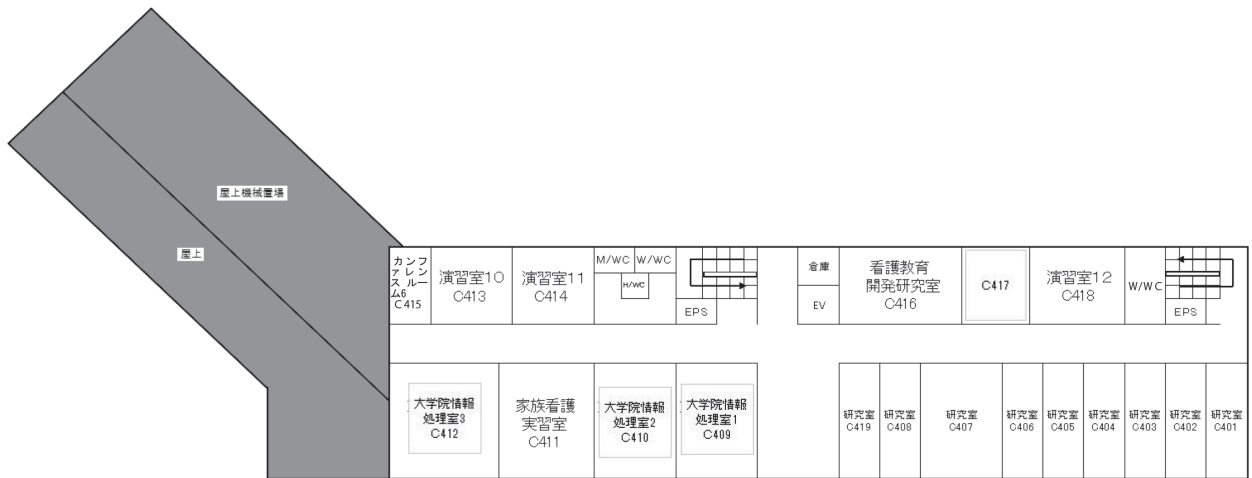 屋上機械置場
屋上
カンフ
ァレン
スルー
ム6
C415
演習室10
C413
演習室11
C414
M/WC
W/WC
H/WC
EPS
倉庫
EV
看護教育
開発研究室
C416
C417
演習室12
C418
W/WC
EPS
大学院情報
処理室3
C412
家族看護
実習室
C411
大学院情報
処理室2
C410
大学院情報
処理室1
C409
研究室
C419
研究室
C408
研究室
C407
研究室
C406
研究室
C405
研究室
C404
研究室
C403
研究室
C402
研究室
C401